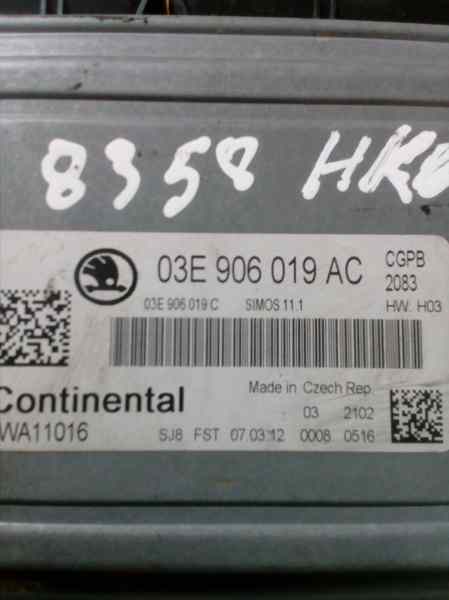 8358 HK
03E 906 019 AC
CGPB
2083
03E 906 019 C SIMOS 11.1 HW: H03
Continental
Made in Czech Rep.
03 2102
WA11016
SJ8 FST 07.03.12 0008 0516